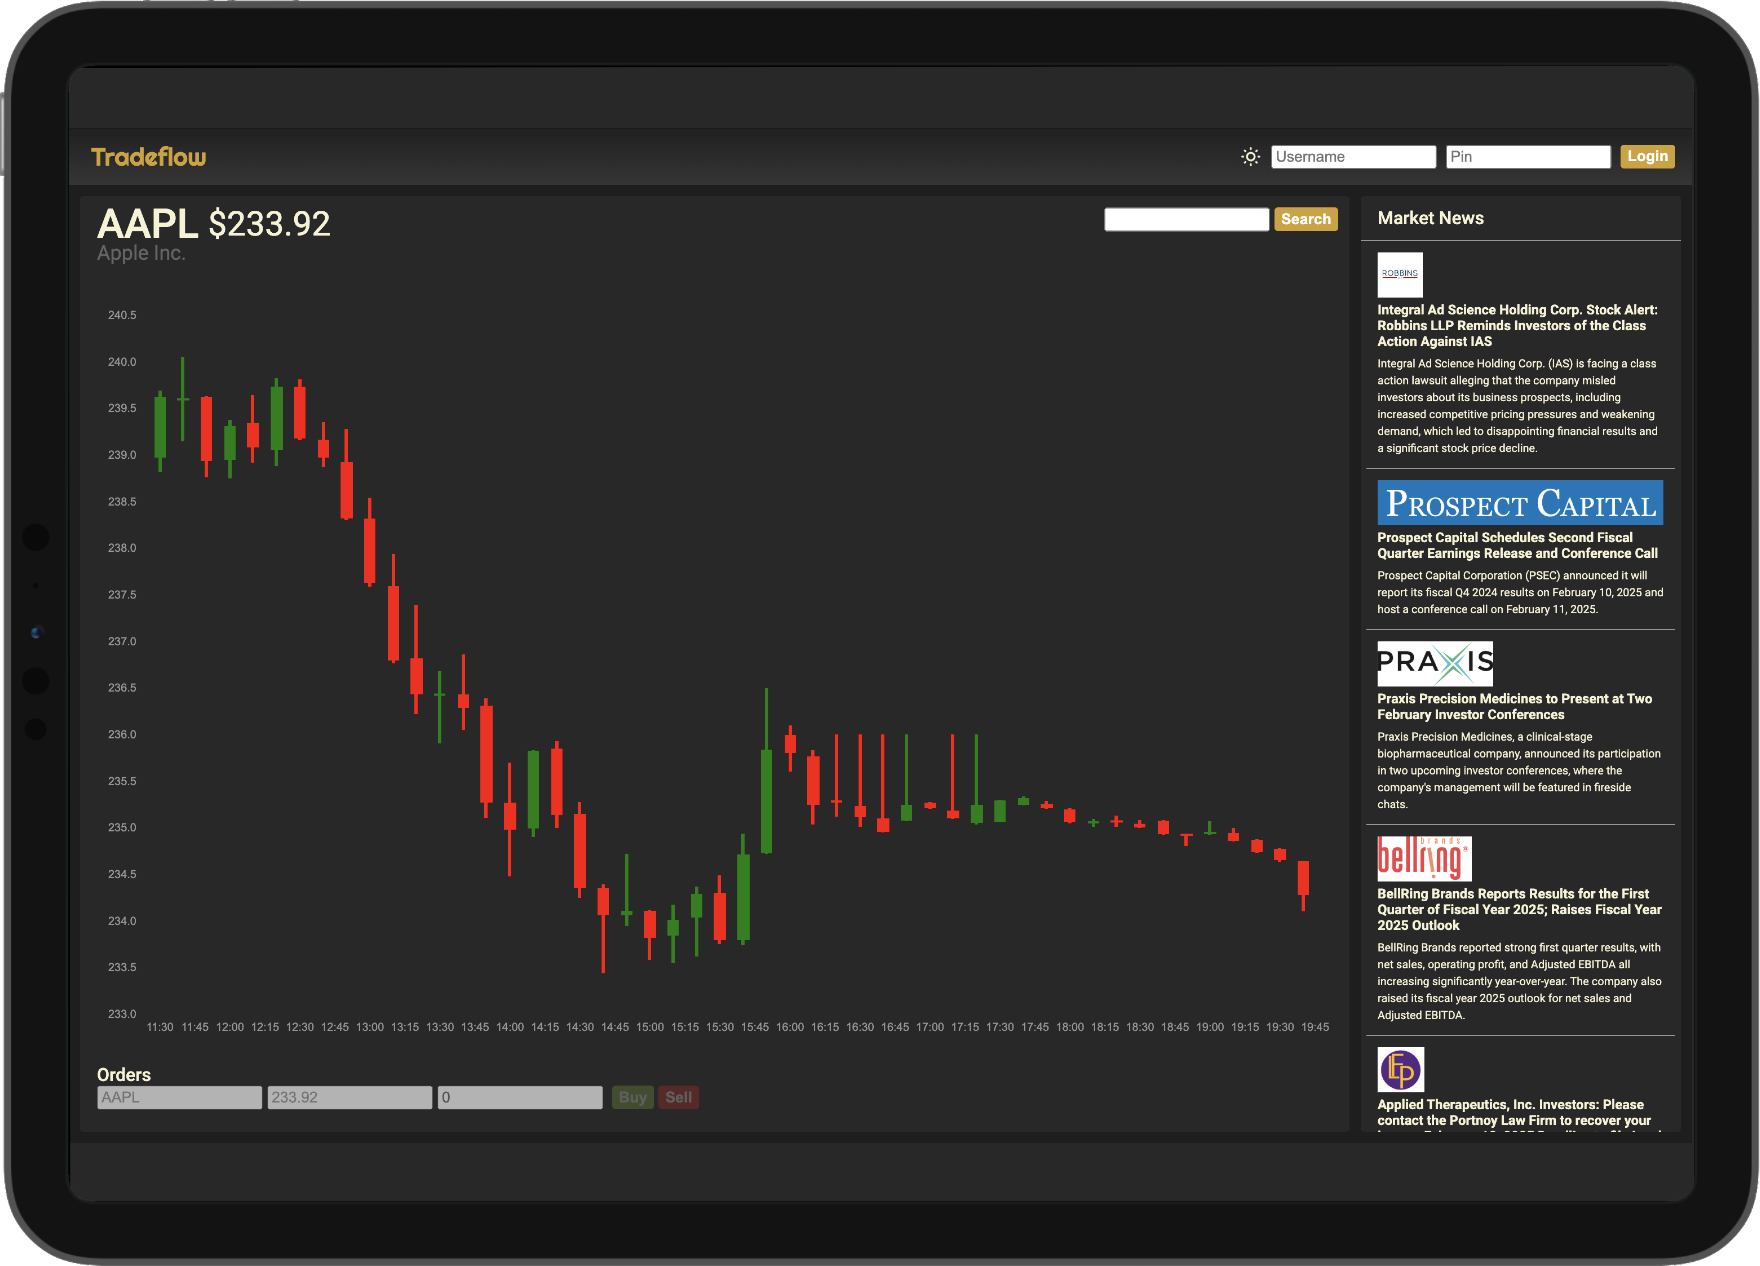 Tradeflow
Username
Pin
Login
AAPL $233.92
Apple Inc.
Search
240.5
240.0
239.5
239.0
238.5
238.0
237.5
237.0
236.5
236.0
235.5
235.0
234.5
234.0
233.5
233.0
11:30 11:45 12:00 12:15 12:30 12:45 13:00 13:15 13:30 13:45 14:00 14:15 14:30 14:45 15:00 15:15 15:30 15:45 16:00 16:15 16:30 16:45 17:00 17:15 17:30 17:45 18:00 18:15 18:30 18:45 19:00 19:15 19:30 19:45
Orders
AAPL
233.92
0
Buy
Sell
Market News
ROBBINS
Integral Ad Science Holding Corp. Stock Alert:
Robbins LLP Reminds Investors of the Class
Action Against IAS
Integral Ad Science Holding Corp. (IAS) is facing a class
action lawsuit alleging that the company misled
investors about its business prospects, including
increased competitive pricing pressures and weakening
demand, which led to disappointing financial results and
a significant stock price decline.
PROSPECT CAPITAL
Prospect Capital Schedules Second Fiscal
Quarter Earnings Release and Conference Call
Prospect Capital Corporation (PSEC) announced it will
report its fiscal Q4 2024 results on February 10, 2025 and
host a conference call on February 11, 2025.
PRAXIS
Praxis Precision Medicines to Present at Two
February Investor Conferences
Praxis Precision Medicines, a clinical-stage
biopharmaceutical company, announced its participation
in two upcoming investor conferences, where the
company's management will be featured in fireside
chats.
brands
bellring®
BellRing Brands Reports Results for the First
Quarter of Fiscal Year 2025; Raises Fiscal Year
2025 Outlook
BellRing Brands reported strong first quarter results, with
net sales, operating profit, and Adjusted EBITDA all
increasing significantly year-over-year. The company also
raised its fiscal year 2025 outlook for net sales and
Adjusted EBITDA.
Applied Therapeutics, Inc. Investors: Please
contact the Portnoy Law Firm to recover your